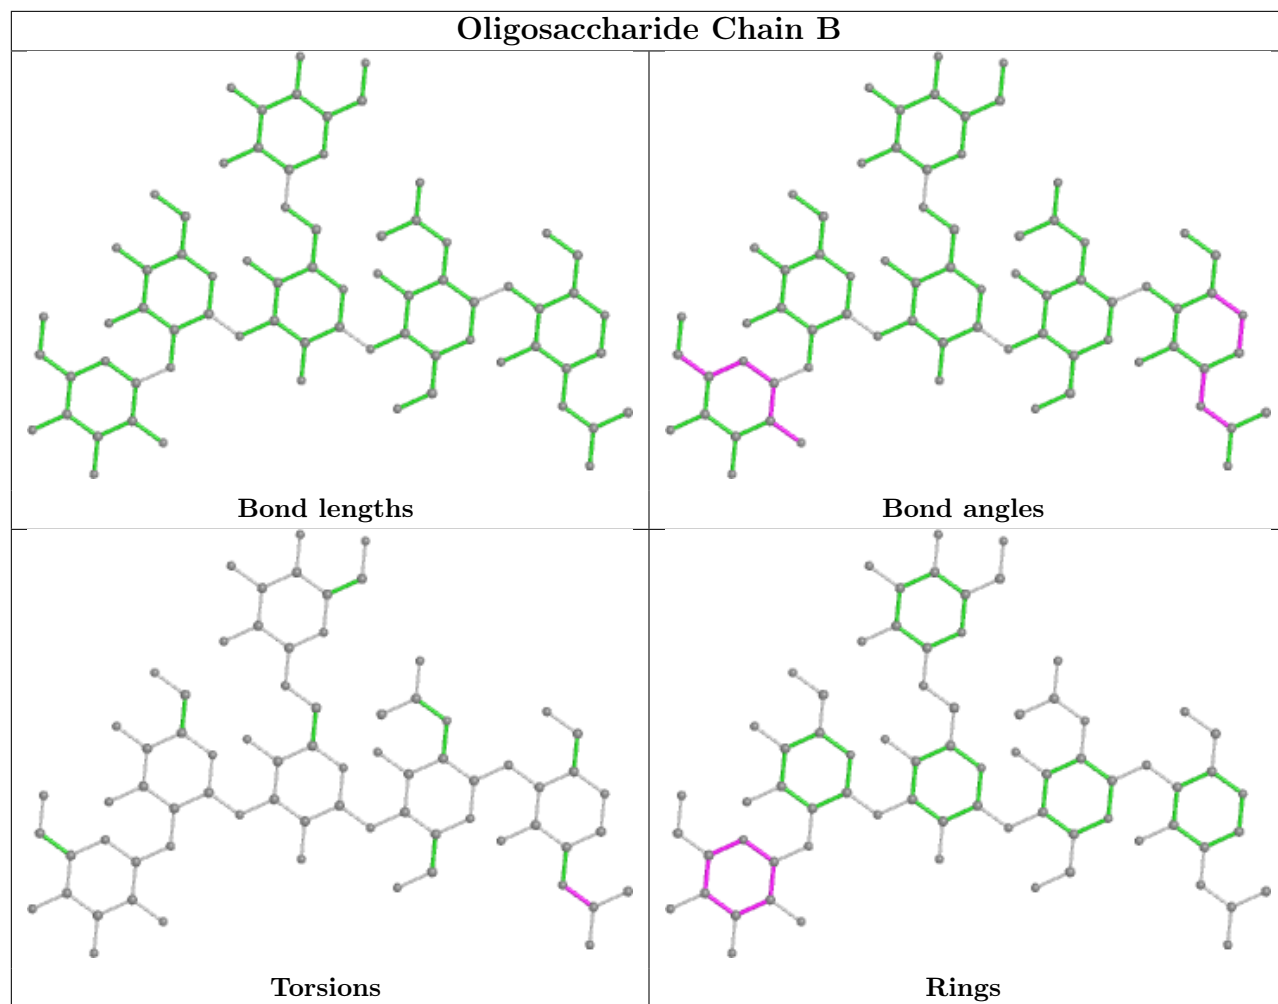 Oligosaccharide Chain B
Bond lengths
Bond angles
Torsions
Rings